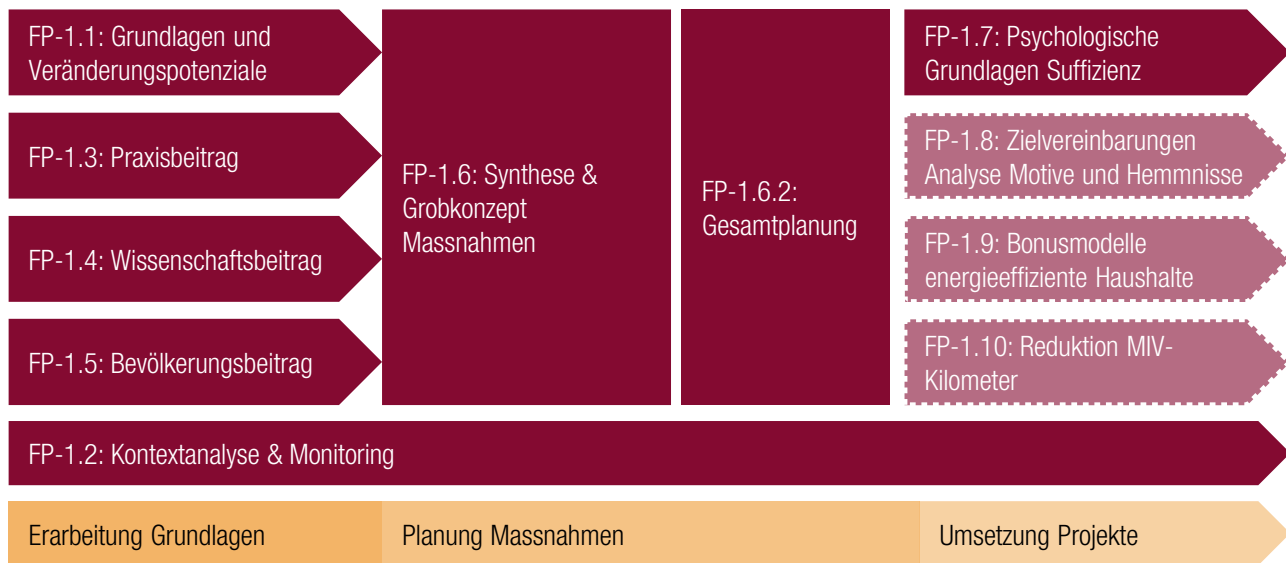 FP-1.1: Grundlagen und
Veränderungspotenziale
FP-1.3: Praxisbeitrag
FP-1.4: Wissenschaftsbeitrag
FP-1.5: Bevölkerungsbeitrag
FP-1.6: Synthese &
Grobkonzept
Massnahmen
FP-1.6.2:
Gesamtplanung
FP-1.7: Psychologische
Grundlagen Suffizienz
FP-1.8: Zielvereinbarungen
Analyse Motive und Hemmnisse
FP-1.9: Bonusmodelle
energieeffiziente Haushalte
FP-1.10: Reduktion MIV-
Kilometer
FP-1.2: Kontextanalyse & Monitoring
Erarbeitung Grundlagen
Planung Massnahmen
Umsetzung Projekte